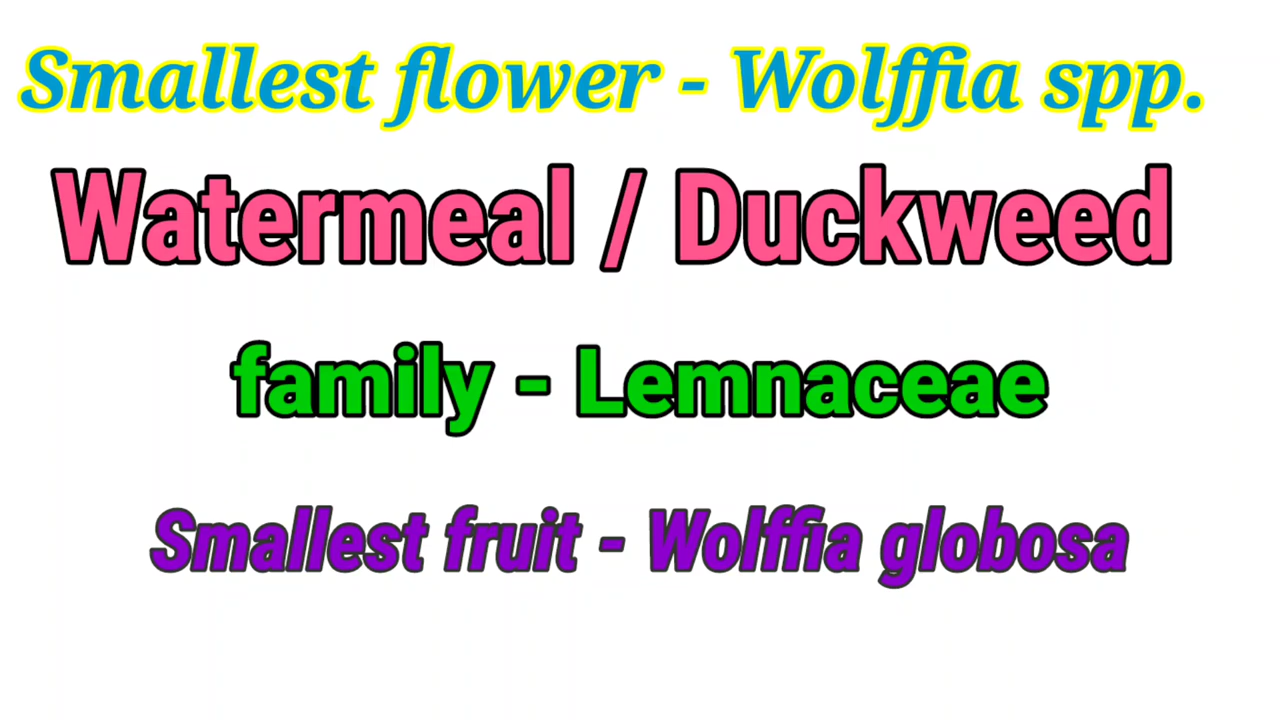 Smallest flower - Wolffia spp.
Watermeal / Duckweed
family - Lemnaceae
Smallest fruit - Wolffia globosa